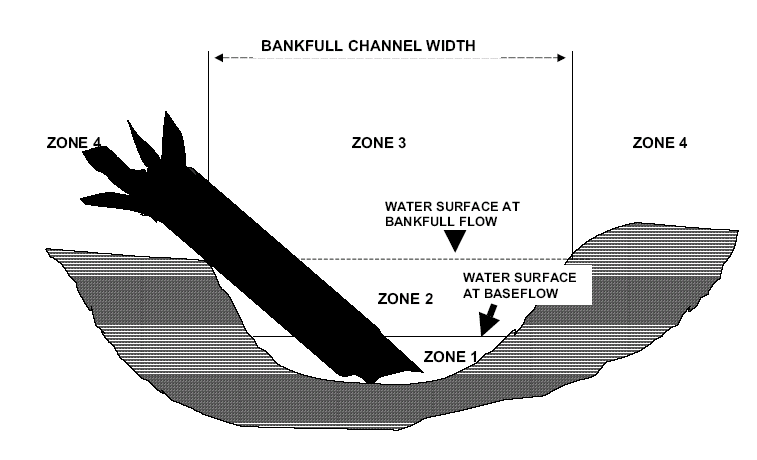 BANKFULL CHANNEL WIDTH
ZONE 4
ZONE 3
ZONE 4
WATER SURFACE AT
BANKFULL FLOW
WATER SURFACE
AT BASEFLOW
ZONE 2
ZONE 1